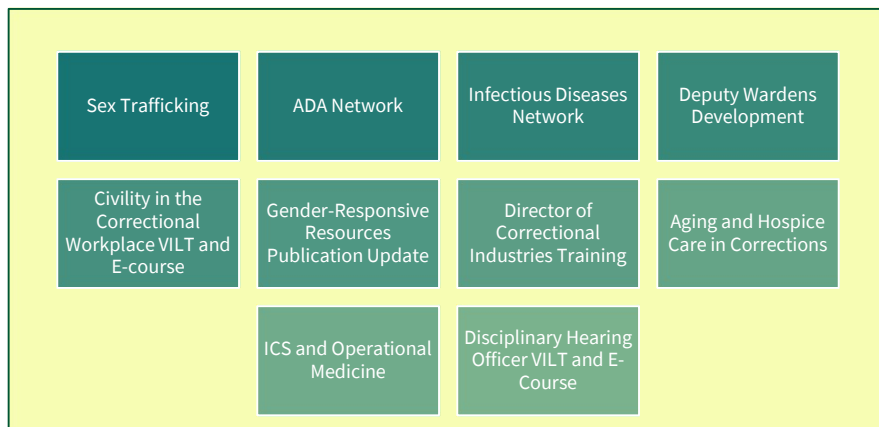 Sex Trafficking
ADA Network
Infectious Diseases
Network
Deputy Wardens
Development
Civility in the
Correctional
Workplace VILT and
E-course
Gender-Responsive
Resources
Publication Update
Director of
Correctional
Industries Training
Aging and Hospice
Care in Corrections
ICS and Operational
Medicine
Disciplinary Hearing
Officer VILT and E-
Course